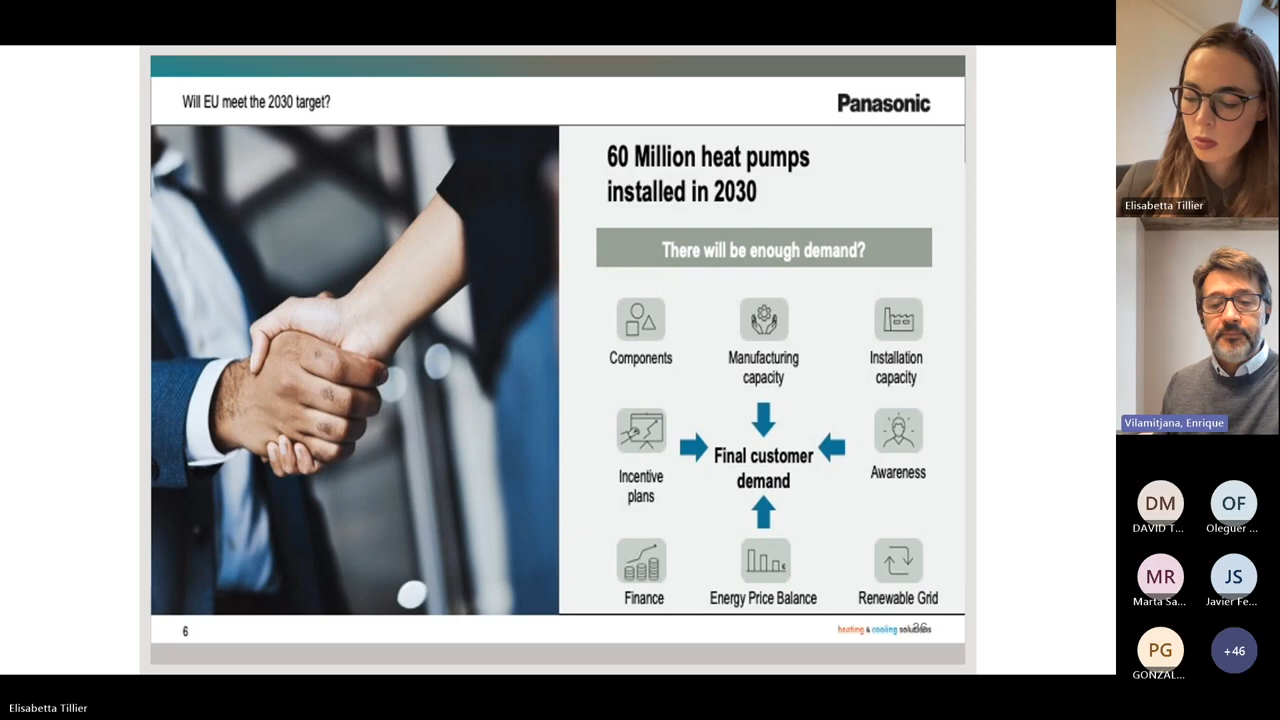 Will EU meet the 2030 target?
Panasonic
60 Million heat pumps
installed in 2030
There will be enough demand?
Components
Manufacturing
capacity
Installation
capacity
Incentive
plans
Final customer
demand
Awareness
Finance
Energy Price Balance
Renewable Grid
6
heating & cooling solutions
36
Elisabetta Tillier
Vilamitjana, Enrique
DM
DAVID T...
OF
Oleguer ...
MR
Marta Sa...
JS
Javier Fe...
PG
GONZAL...
+46
Elisabetta Tillier